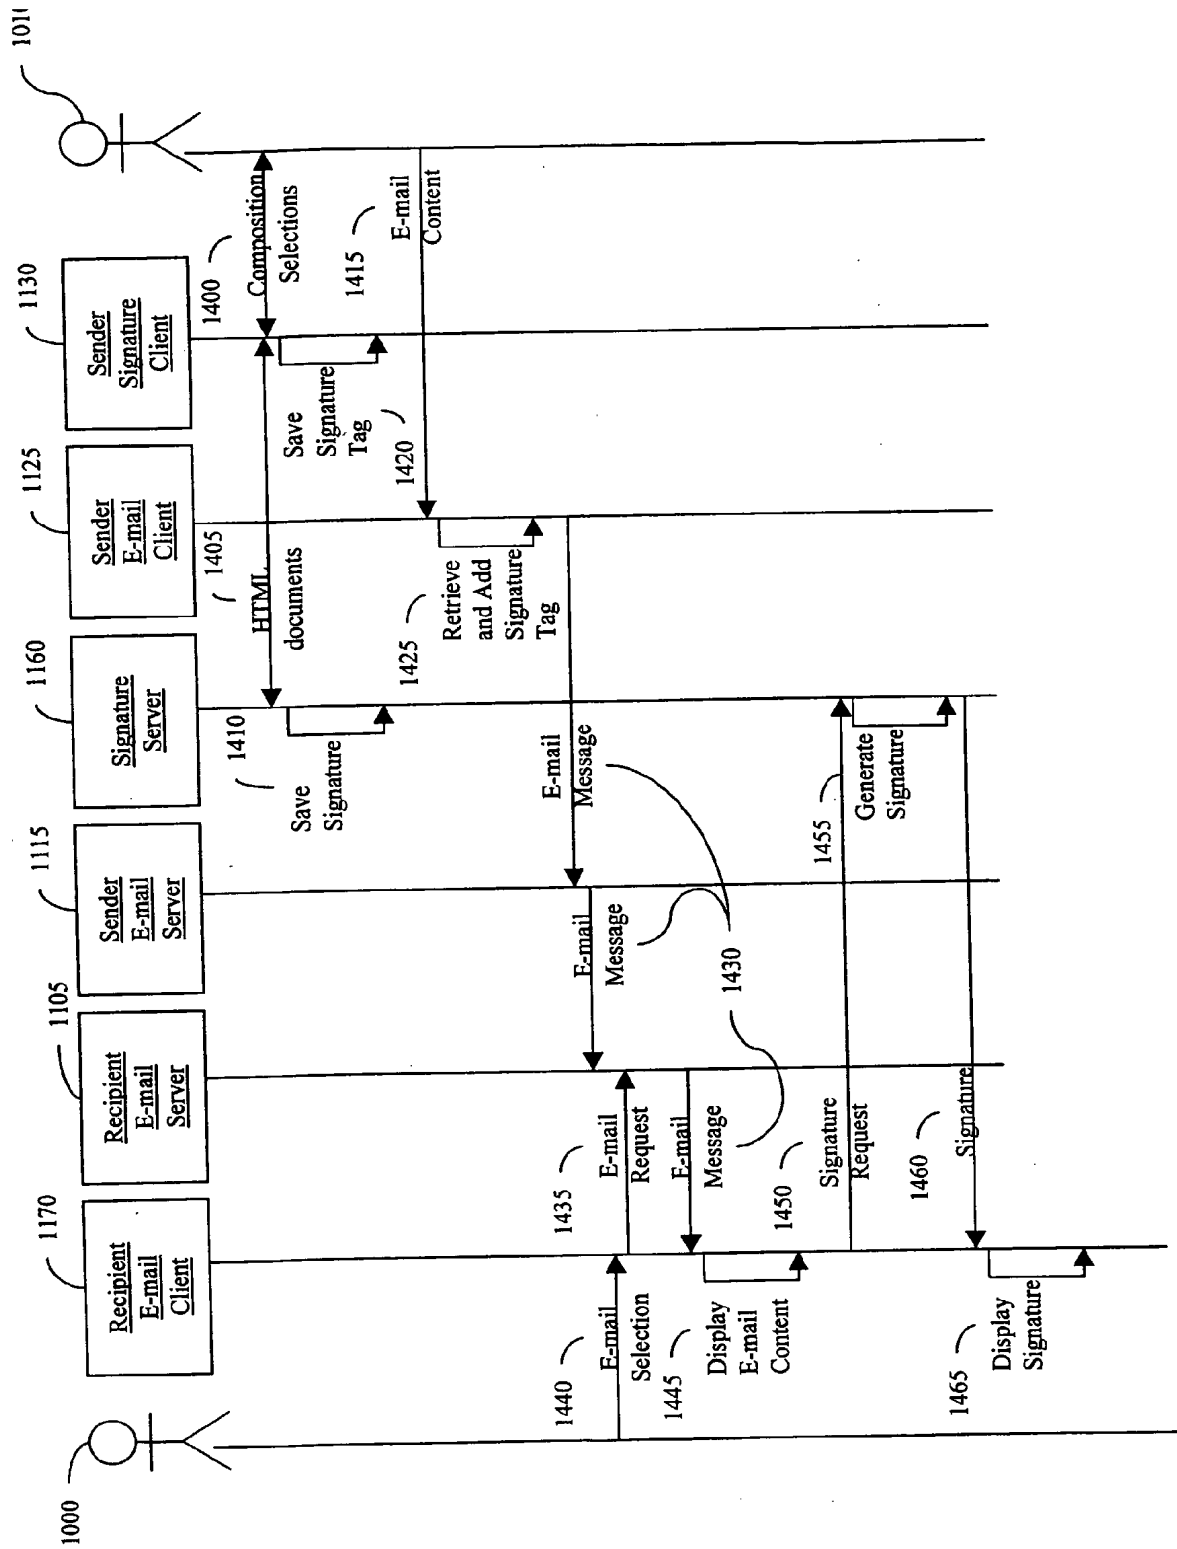 1000
1170
Recipient
E-mail
Client
1105
Recipient
E-mail
Server
1115
Sender
E-mail
Server
1160
Signature
Server
1125
Sender
E-mail
Client
1130
Sender
Signature
Client
1010
1400
Composition
Selections
1405
HTML
documents
1410
Save
Signature
Save
Signature
Tag
1415
E-mail
Content
1420
1425
Retrieve
and Add
Signature
Tag
E-mail
Message
E-mail
Message
1430
1440
E-mail
Selection
1435
E-mail
Request
E-mail
Message
1445
Display
E-mail
Content
1450
Signature
Request
1455
Generate
Signature
1460
Signature
1465
Display
Signature